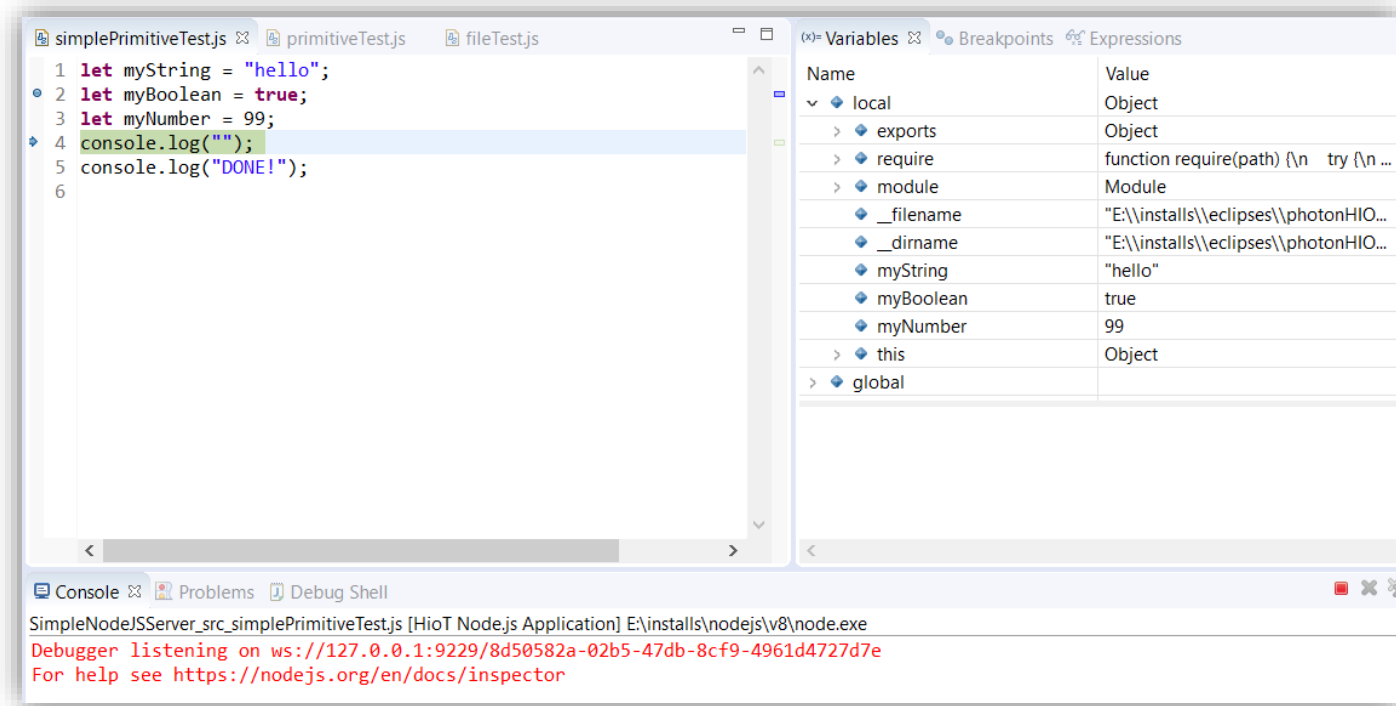 simplePrimitiveTest.js primitiveTest.js fileTest.js
1 let myString = "hello";
2 let myBoolean = true;
3 let myNumber = 99;
4 console.log("");
5 console.log("DONE!");
6
(x)= Variables Breakpoints Expressions
Name Value
local Object
exports Object
require function require(path) {\n try {\n ...
module Module
__filename "E:\\installs\\eclipses\\photonHIO...
__dirname "E:\\installs\\eclipses\\photonHIO...
myString "hello"
myBoolean true
myNumber 99
this Object
global
Console Problems Debug Shell
SimpleNodeJSServer_src_simplePrimitiveTest.js [HioT Node.js Application] E:\installs\nodejs\v8\node.exe
Debugger listening on ws://127.0.0.1:9229/8d50582a-02b5-47db-8cf9-4961d4727d7e
For help see https://nodejs.org/en/docs/inspector